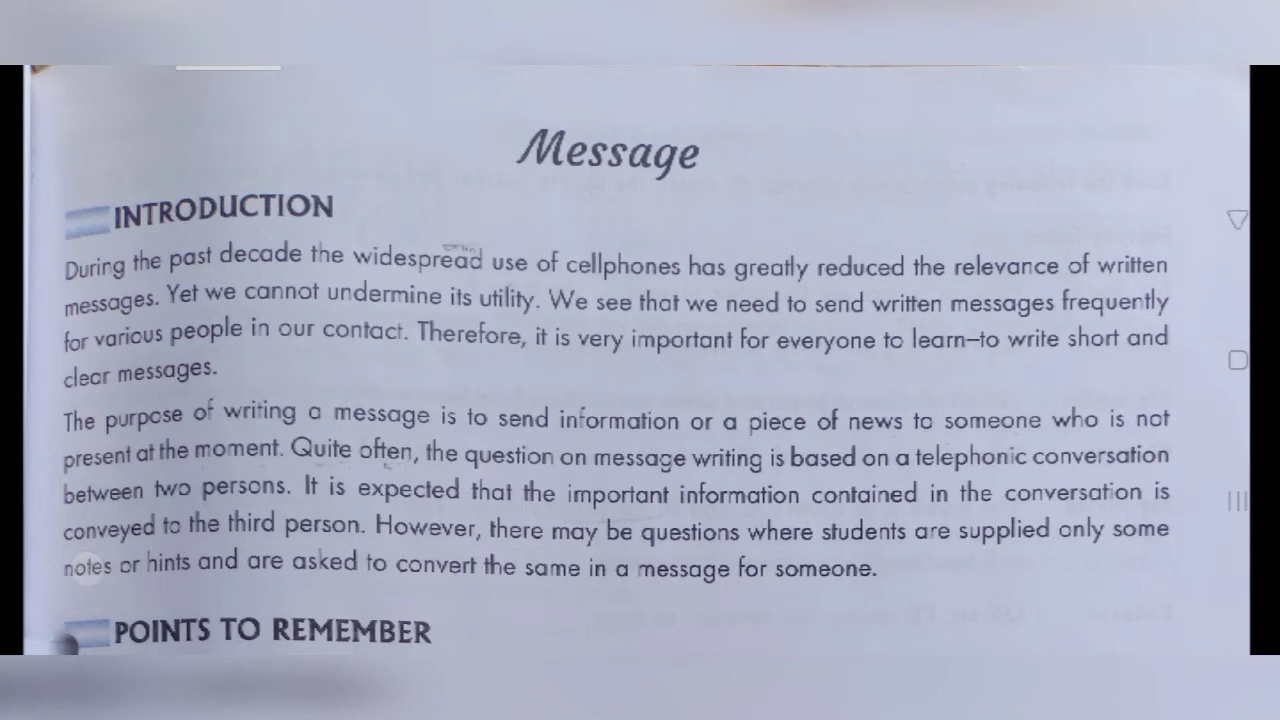 Message
INTRODUCTION
During the past decade the widespread use of cellphones has greatly reduced the relevance of written
messages. Yet we cannot undermine its utility. We see that we need to send written messages frequently
for various people in our contact. Therefore, it is very important for everyone to learn–to write short and
clear messages.
The purpose of writing a message is to send information or a piece of news to someone who is not
present at the moment. Quite often, the question on message writing is based on a telephonic conversation
between two persons. It is expected that the important information contained in the conversation is
conveyed to the third person. However, there may be questions where students are supplied only some
notes or hints and are asked to convert the same in a message for someone.
POINTS TO REMEMBER